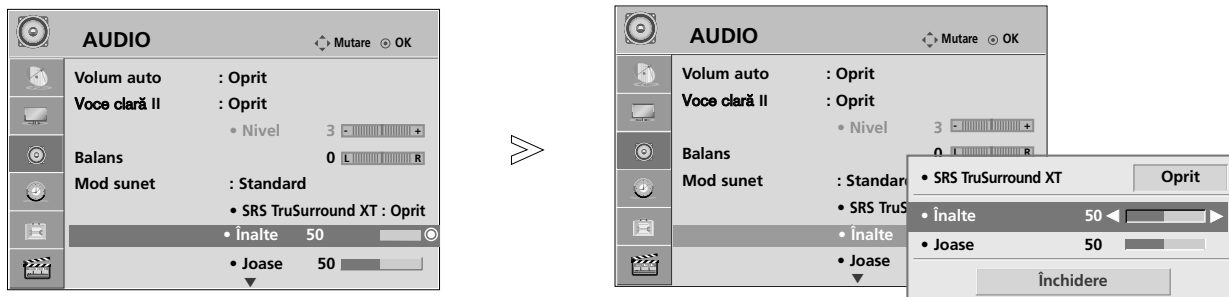 AUDIO
Mutare OK
Volum auto : Oprit
Voce clară II : Oprit
• Nivel 3 - +
Balans 0 L R
Mod sunet : Standard
• SRS TruSurround XT : Oprit
• Înalte 50
• Joase 50
AUDIO
Mutare OK
Volum auto : Oprit
Voce clară II : Oprit
• Nivel 3 - +
Balans 0 L R
Mod sunet : Standar
• SRS TruS
• Înalte
• Joase
• SRS TruSurround XT Oprit
• Înalte 50
• Joase 50
Închidere